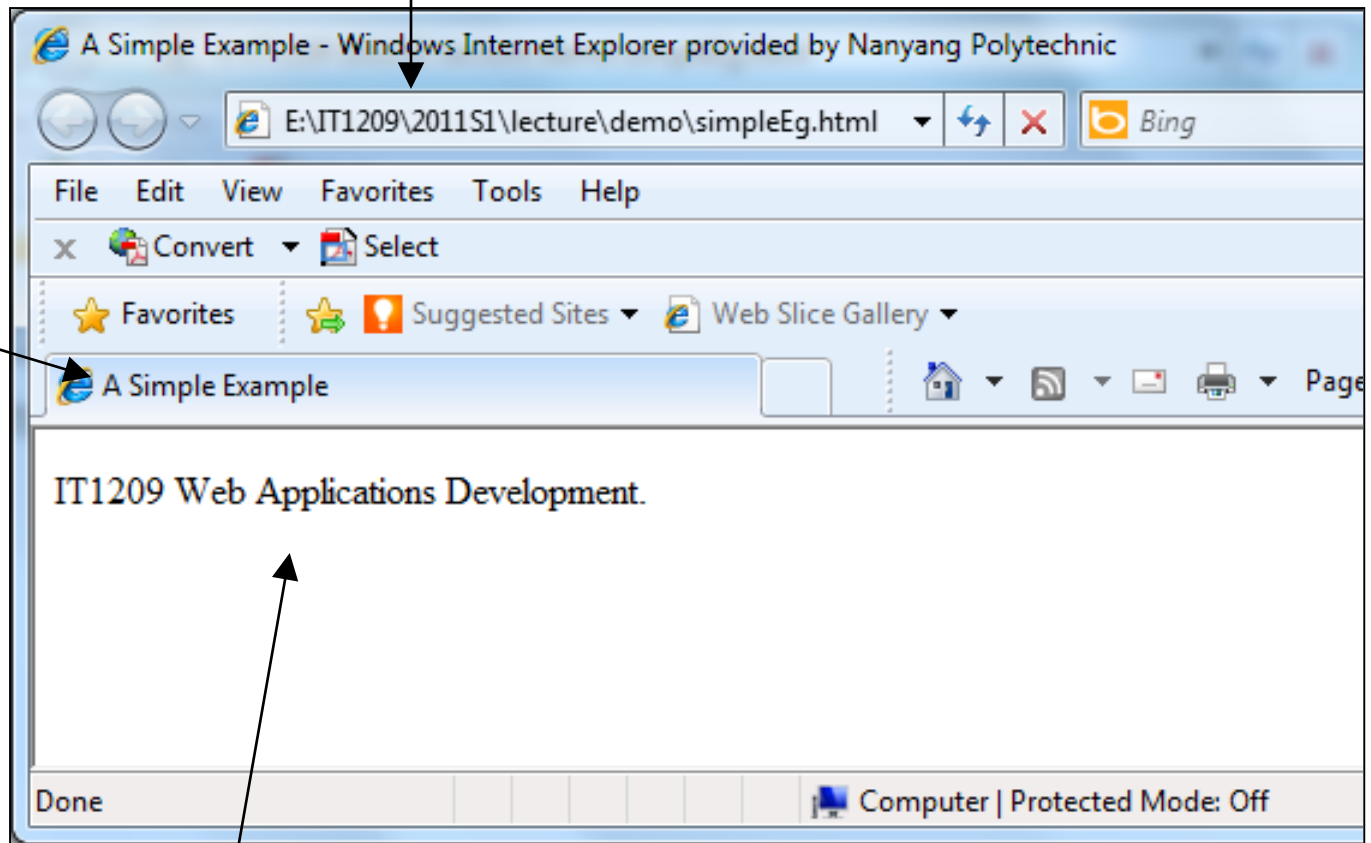 A Simple Example - Windows Internet Explorer provided by Nanyang Polytechnic
E:\IT1209\2011S1\lecture\demo\simpleEg.html Bing
File Edit View Favorites Tools Help
x Convert Select
Favorites Suggested Sites Web Slice Gallery
A Simple Example Page
IT1209 Web Applications Development.
Done Computer | Protected Mode: Off